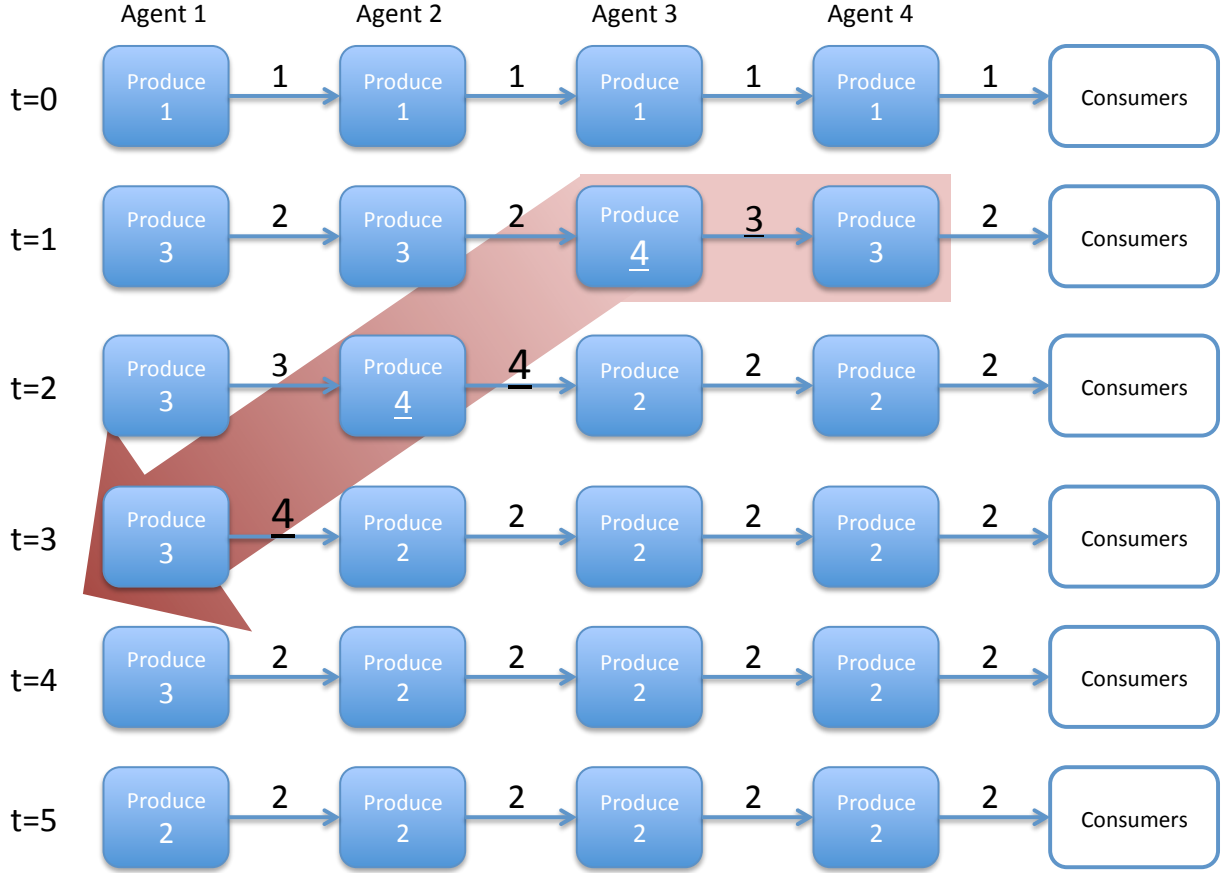 Agent 1 Agent 2 Agent 3 Agent 4
t=0 Produce 1 1 Produce 1 1 Produce 1 1 Produce 1 1 Consumers
t=1 Produce 3 2 Produce 3 2 Produce 4 3 Produce 3 2 Consumers
t=2 Produce 3 3 Produce 4 4 Produce 2 2 Produce 2 2 Consumers
t=3 Produce 3 4 Produce 2 2 Produce 2 2 Produce 2 2 Consumers
t=4 Produce 3 2 Produce 2 2 Produce 2 2 Produce 2 2 Consumers
t=5 Produce 2 2 Produce 2 2 Produce 2 2 Produce 2 2 Consumers